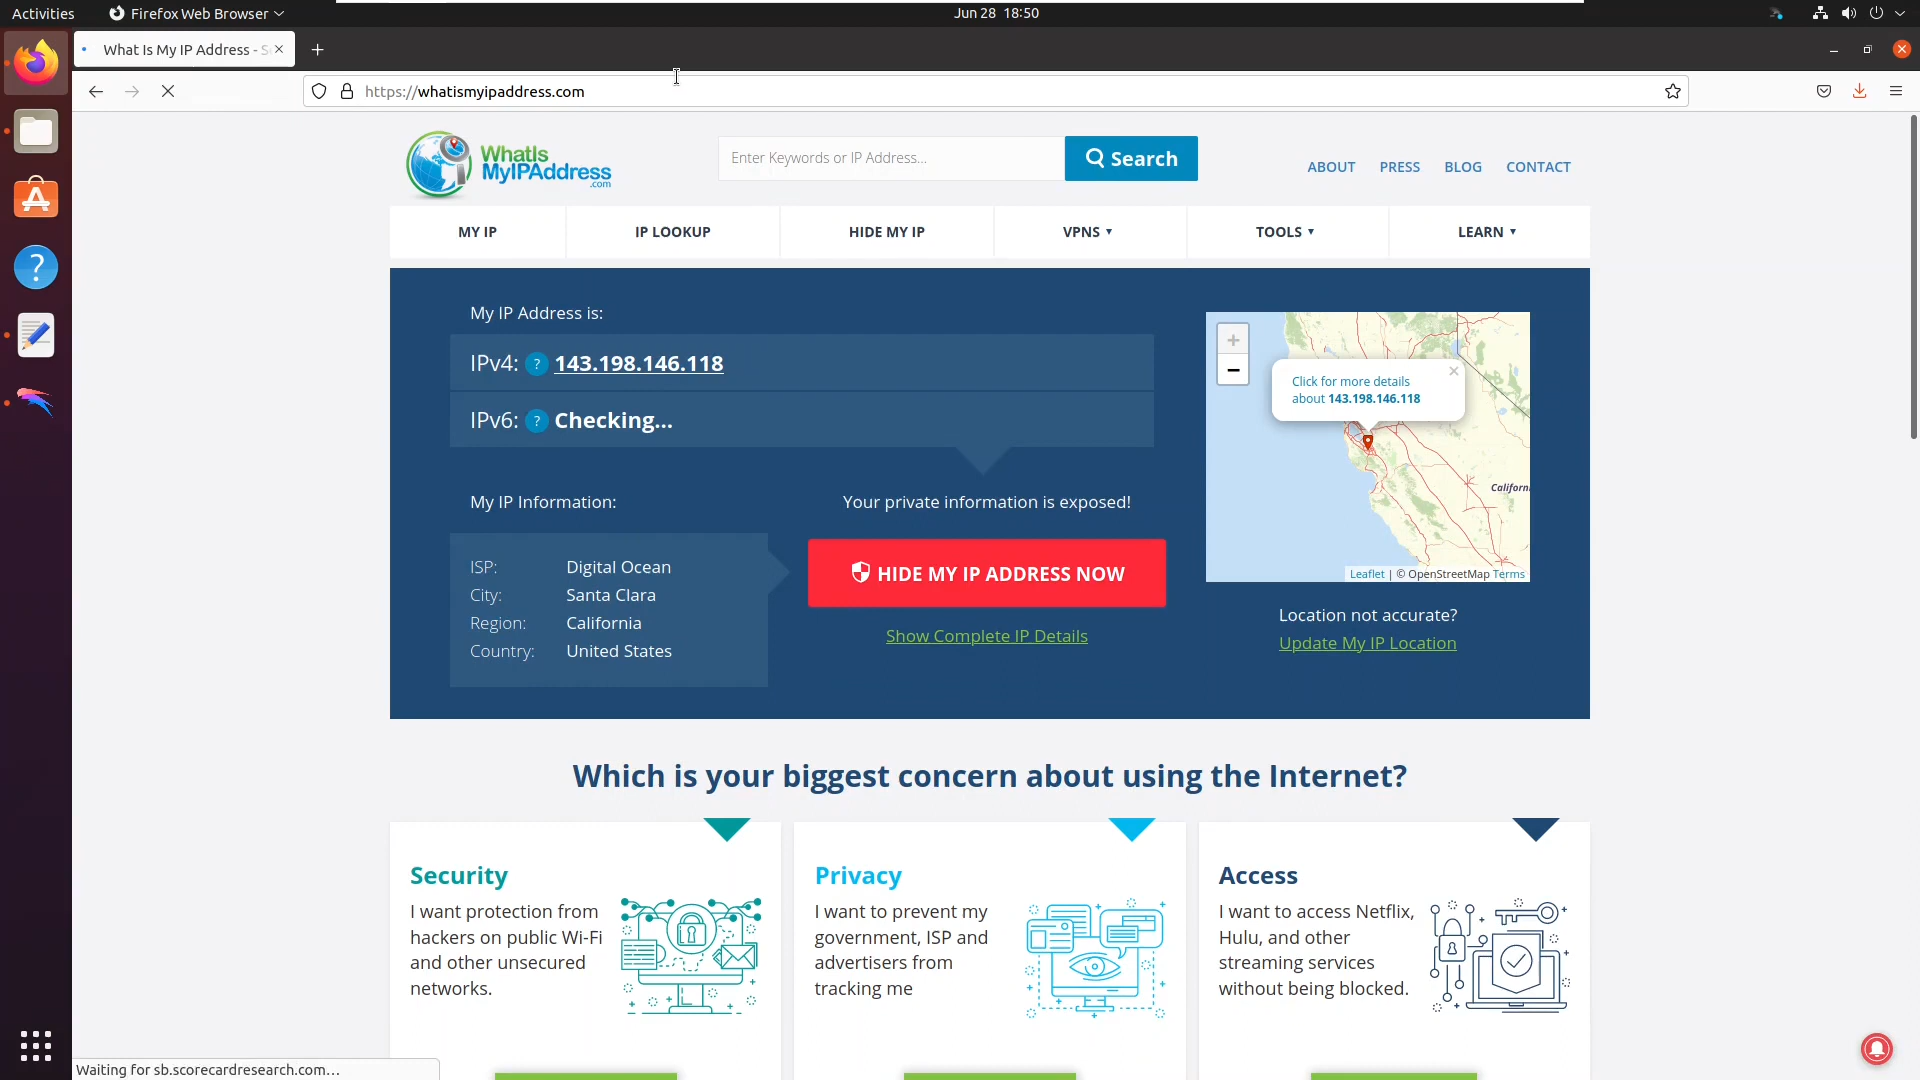 Activities
Firefox Web Browser
Jun 28 18:50
What Is My IP Address - S
https://whatismyipaddress.com
WhatIs
MyIPAddress
.com
Enter Keywords or IP Address...
Search
ABOUT
PRESS
BLOG
CONTACT
MY IP
IP LOOKUP
HIDE MY IP
VPNS
TOOLS
LEARN
My IP Address is:
IPv4: ? 143.198.146.118
IPv6: ? Checking...
Click for more details
about 143.198.146.118
Californ
Leaflet | © OpenStreetMap Terms
My IP Information:
Your private information is exposed!
ISP: Digital Ocean
City: Santa Clara
Region: California
Country: United States
HIDE MY IP ADDRESS NOW
Show Complete IP Details
Location not accurate?
Update My IP Location
Which is your biggest concern about using the Internet?
Security
I want protection from
hackers on public Wi-Fi
and other unsecured
networks.
Privacy
I want to prevent my
government, ISP and
advertisers from
tracking me
Access
I want to access Netflix,
Hulu, and other
streaming services
without being blocked.
Waiting for sb.scorecardresearch.com…